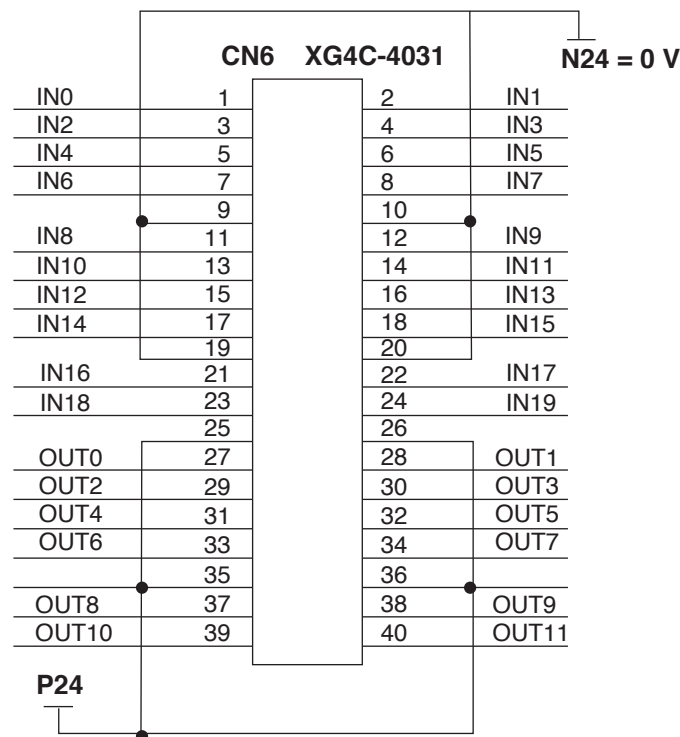 CN6 XG4C-4031
N24 = 0 V
IN0 1 2 IN1
IN2 3 4 IN3
IN4 5 6 IN5
IN6 7 8 IN7
9 10
IN8 11 12 IN9
IN10 13 14 IN11
IN12 15 16 IN13
IN14 17 18 IN15
19 20
IN16 21 22 IN17
IN18 23 24 IN19
25 26
OUT0 27 28 OUT1
OUT2 29 30 OUT3
OUT4 31 32 OUT5
OUT6 33 34 OUT7
35 36
OUT8 37 38 OUT9
OUT10 39 40 OUT11
P24